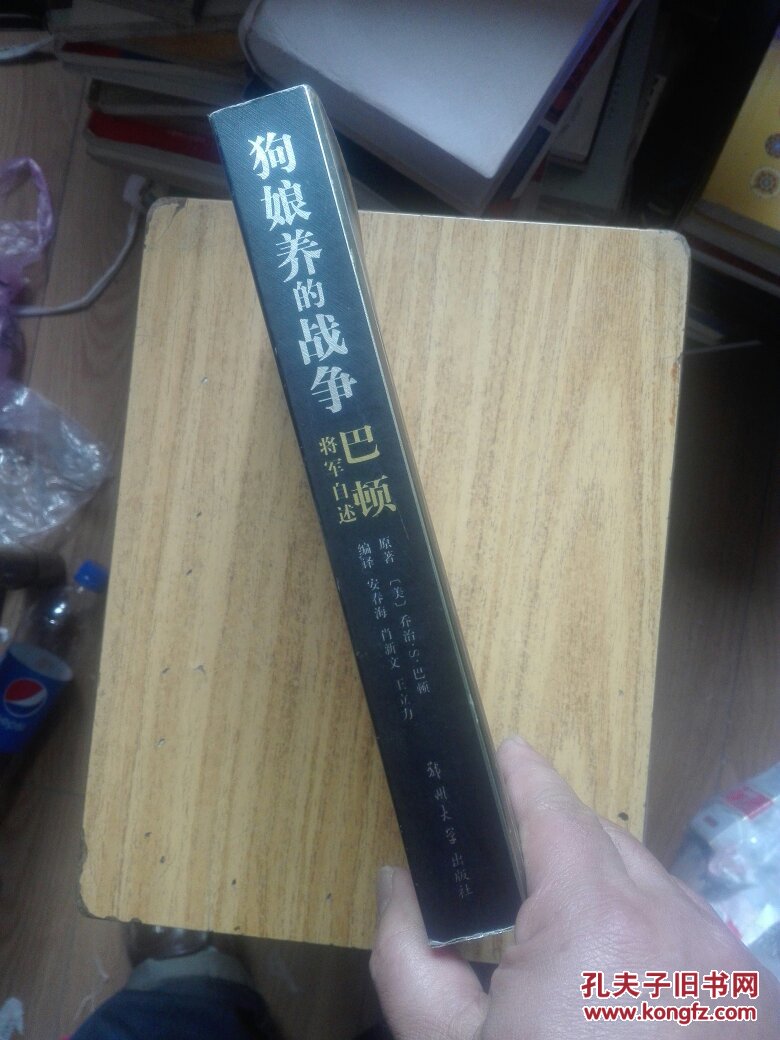 狗娘养的战争
巴顿
将军自述
原著 〔美〕乔治·S·巴顿
编译 安春海 肖新文 王立力
郑州大学出版社
pepsi
孔夫子旧书网
www.kongfz.com